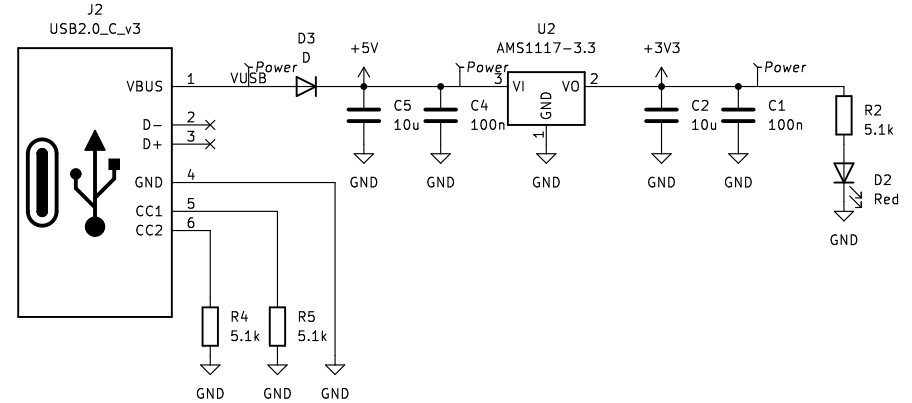 J2
USB2.0_C_v3
VBUS 1
D- 2
D+ 3
GND 4
CC1 5
CC2 6
VUSB
Power
D3
D
+5V
C5
10u
C4
100n
Power
U2
AMS1117-3.3
3 VI
VO 2
GND
1
+3V3
C2
10u
C1
100n
Power
R2
5.1k
D2
Red
GND
GND
GND
GND
GND
GND
R4
5.1k
R5
5.1k
GND
GND
GND